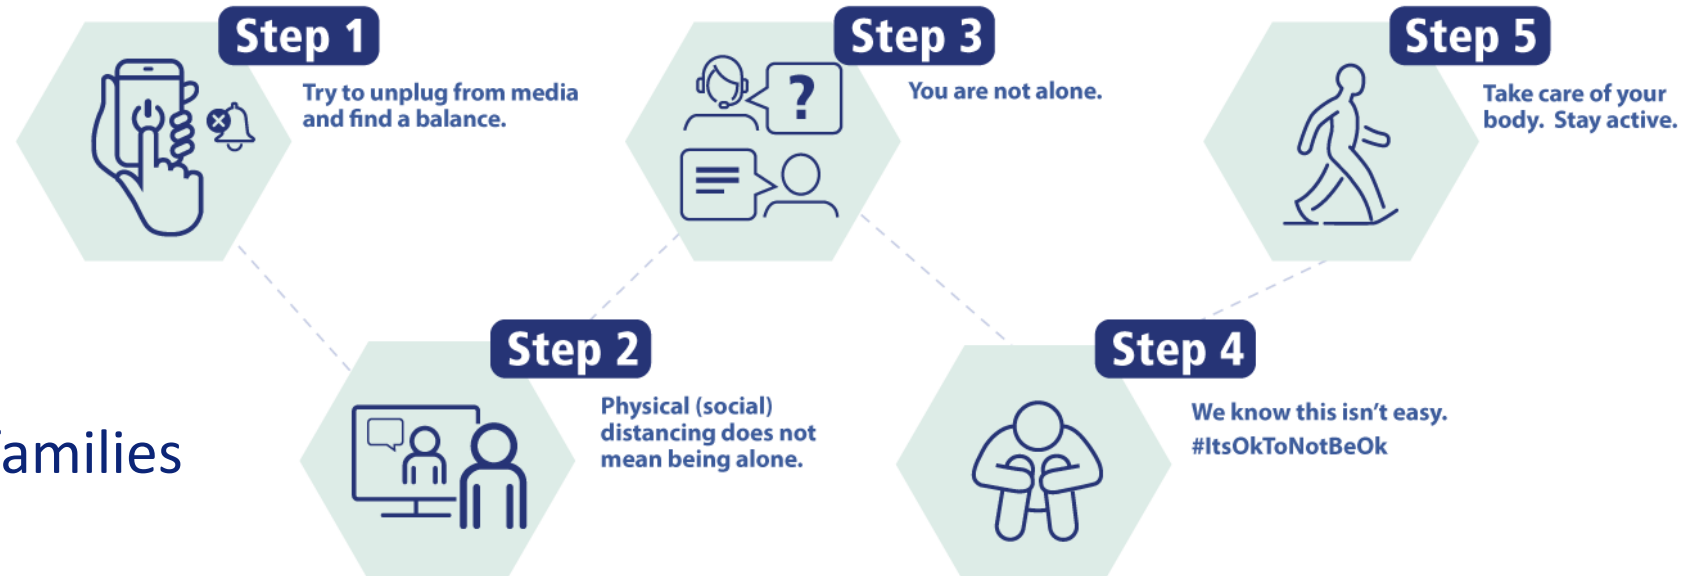 Step 1
Try to unplug from media
and find a balance.
Step 2
Physical (social)
distancing does not
mean being alone.
Step 3
?
You are not alone.
Step 4
We know this isn't easy.
#ItsOkToNotBeOk
Step 5
Take care of your
body.  Stay active.
families